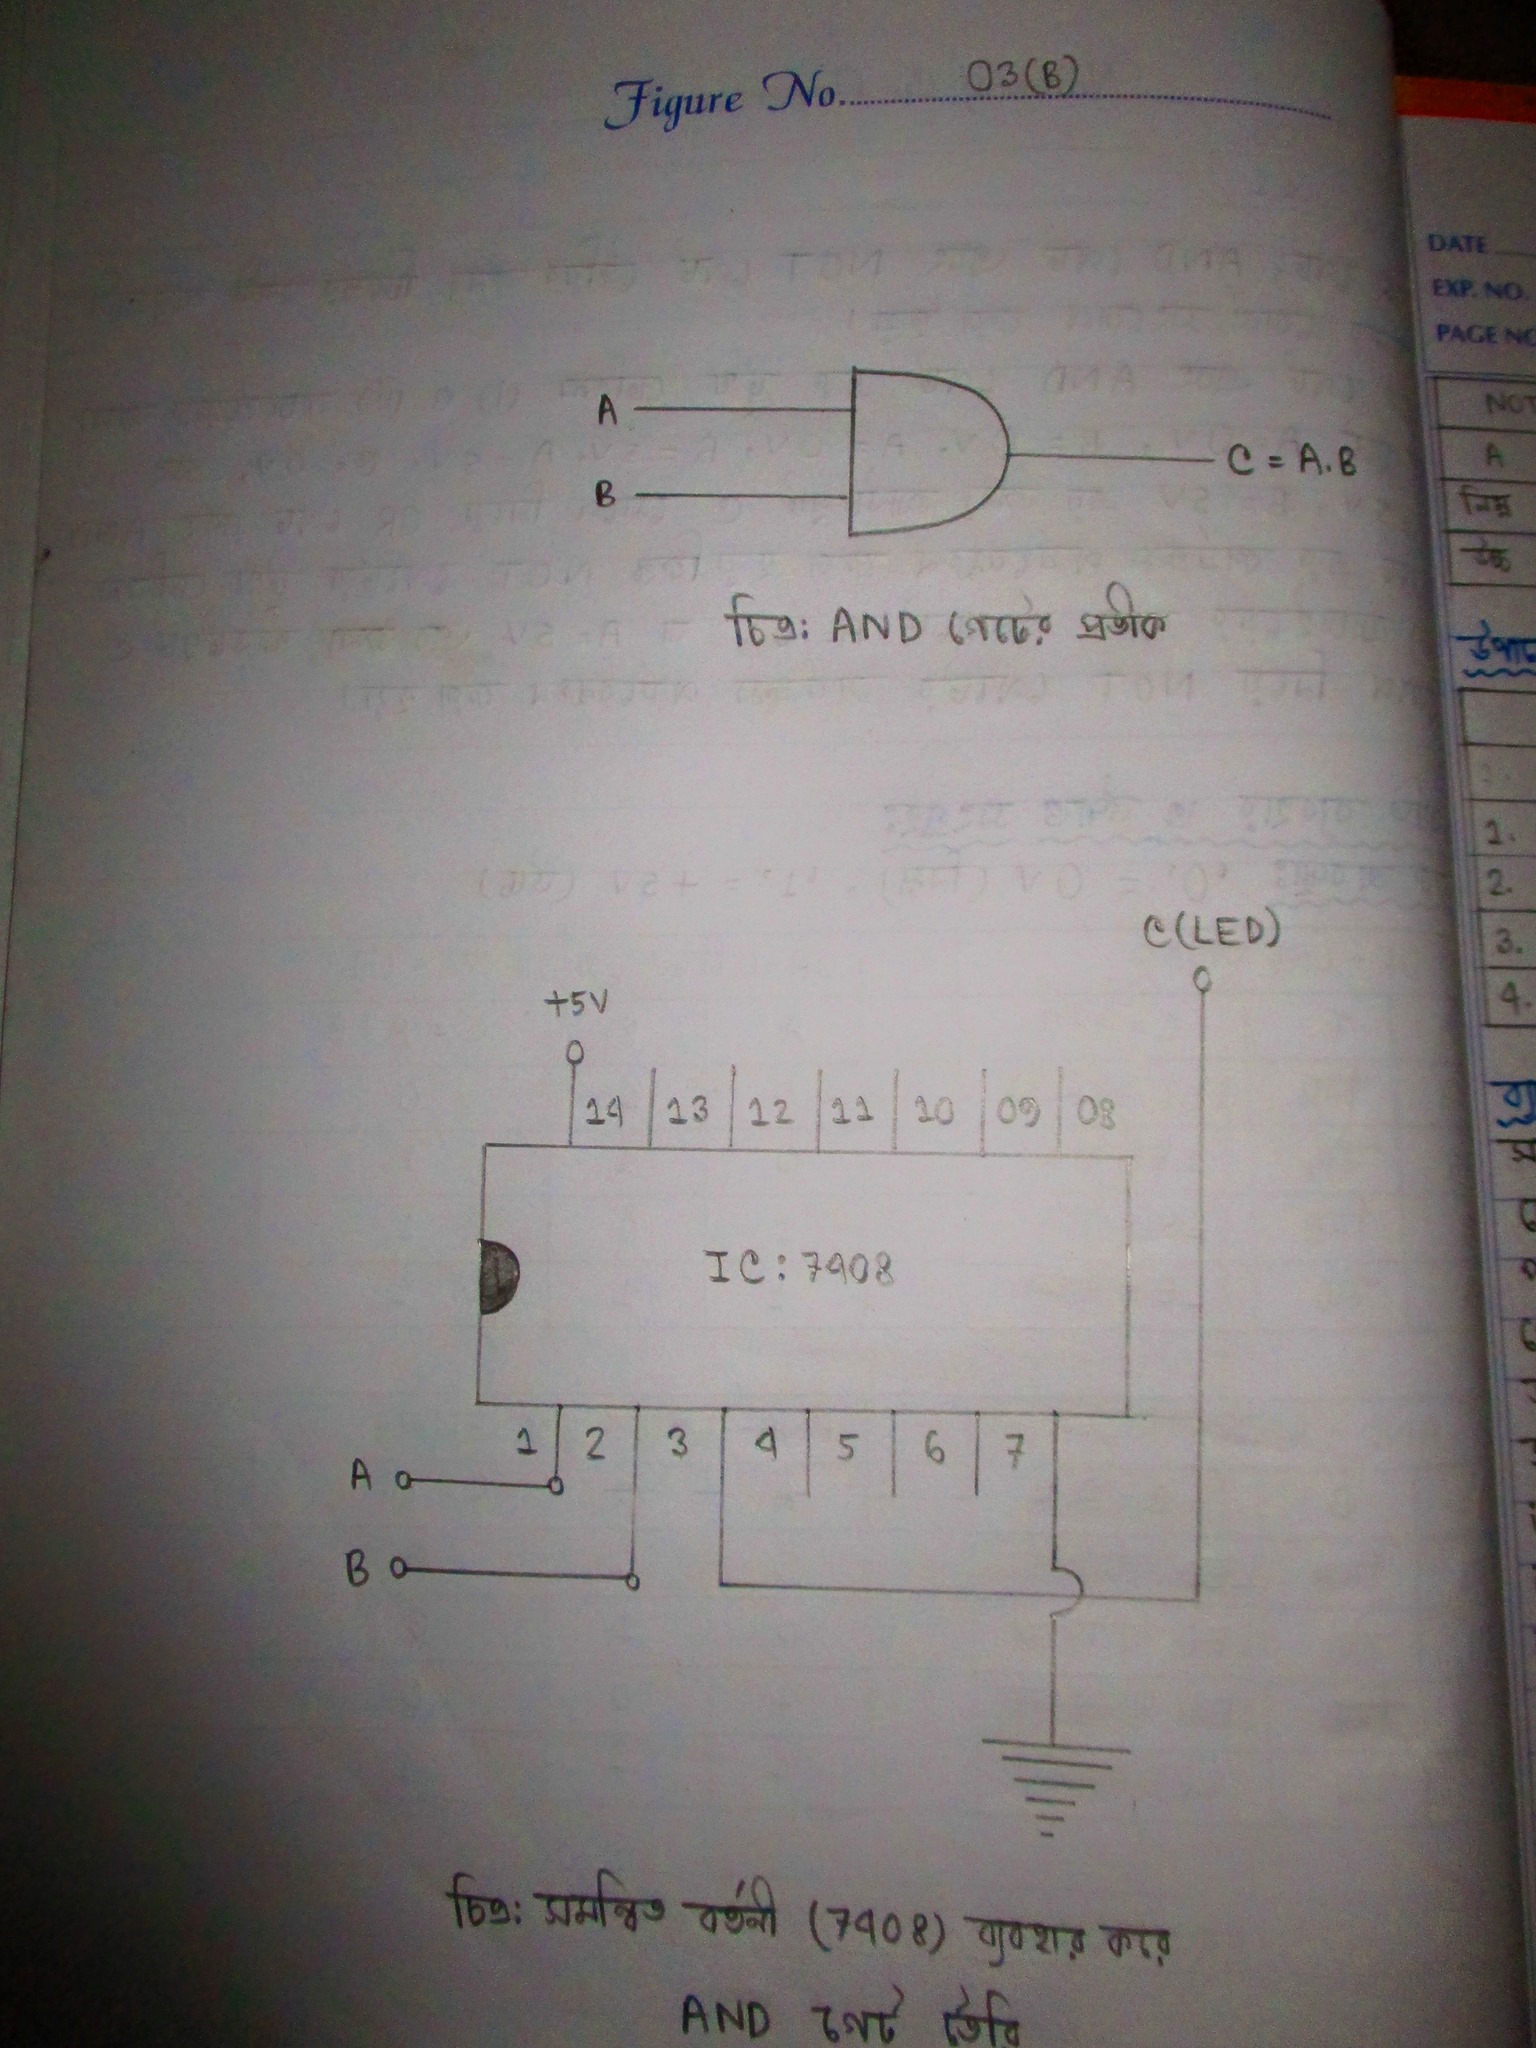 Figure No. 03(B)
A
B
C = A.B
চিত্র: AND গেটের প্রতীক
C(LED)
+5V
14 13 12 11 10 09 08
IC: 7408
1 2 3 4 5 6 7
A
B
চিত্র: সমন্বিত বর্তনী (7408) ব্যবহার করে
AND গেট তৈরি
DATE
EXP. NO.
PAGE NO
NOT
A
নিম্ন
উচ্চ
1.
2.
3.
4.